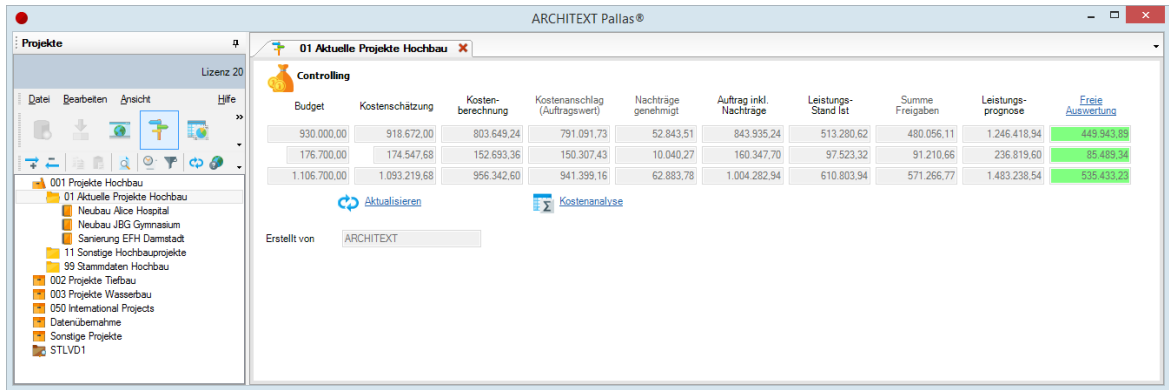 ARCHITEXT Pallas®
Projekte
Lizenz 20
Datei Bearbeiten Ansicht Hilfe
001 Projekte Hochbau
01 Aktuelle Projekte Hochbau
Neubau Alice Hospital
Neubau JBG Gymnasium
Sanierung EFH Darmstadt
11 Sonstige Hochbauprojekte
99 Stammdaten Hochbau
002 Projekte Tiefbau
003 Projekte Wasserbau
050 International Projects
Datenübernahme
Sonstige Projekte
STLVD1
01 Aktuelle Projekte Hochbau
Controlling
Budget Kostenschätzung Kosten- Kostenanschlag Nachträge Auftrag inkl. Leistungs- Summe Leistungs- Freie
berechnung (Auftragswert) genehmigt Nachträge Stand Ist Freigaben prognose Auswertung
930.000,00 918.672,00 803.649,24 791.091,73 52.843,51 843.935,24 513.280,62 480.056,11 1.246.418,94 449.943,89
176.700,00 174.547,68 152.693,36 150.307,43 10.040,27 160.347,70 97.523,32 91.210,66 236.819,60 85.489,34
1.106.700,00 1.093.219,68 956.342,60 941.399,16 62.883,78 1.004.282,94 610.803,94 571.266,77 1.483.238,54 535.433,23
Aktualisieren Kostenanalyse
Erstellt von ARCHITEXT